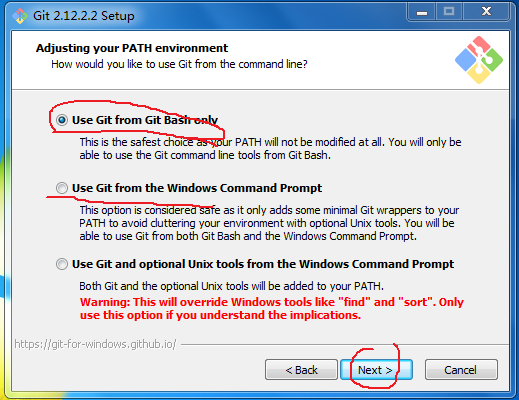 Git 2.12.2.2 Setup
Adjusting your PATH environment
How would you like to use Git from the command line?
Use Git from Git Bash only
This is the safest choice as your PATH will not be modified at all. You will only
be able to use the Git command line tools from Git Bash.
Use Git from the Windows Command Prompt
This option is considered safe as it only adds some minimal Git wrappers to your
PATH to avoid cluttering your environment with optional Unix tools. You will be
able to use Git from both Git Bash and the Windows Command Prompt.
Use Git and optional Unix tools from the Windows Command Prompt
Both Git and the optional Unix tools will be added to your PATH.
Warning: This will override Windows tools like "find" and "sort". Only
use this option if you understand the implications.
https://git-for-windows.github.io/
< Back Next > Cancel